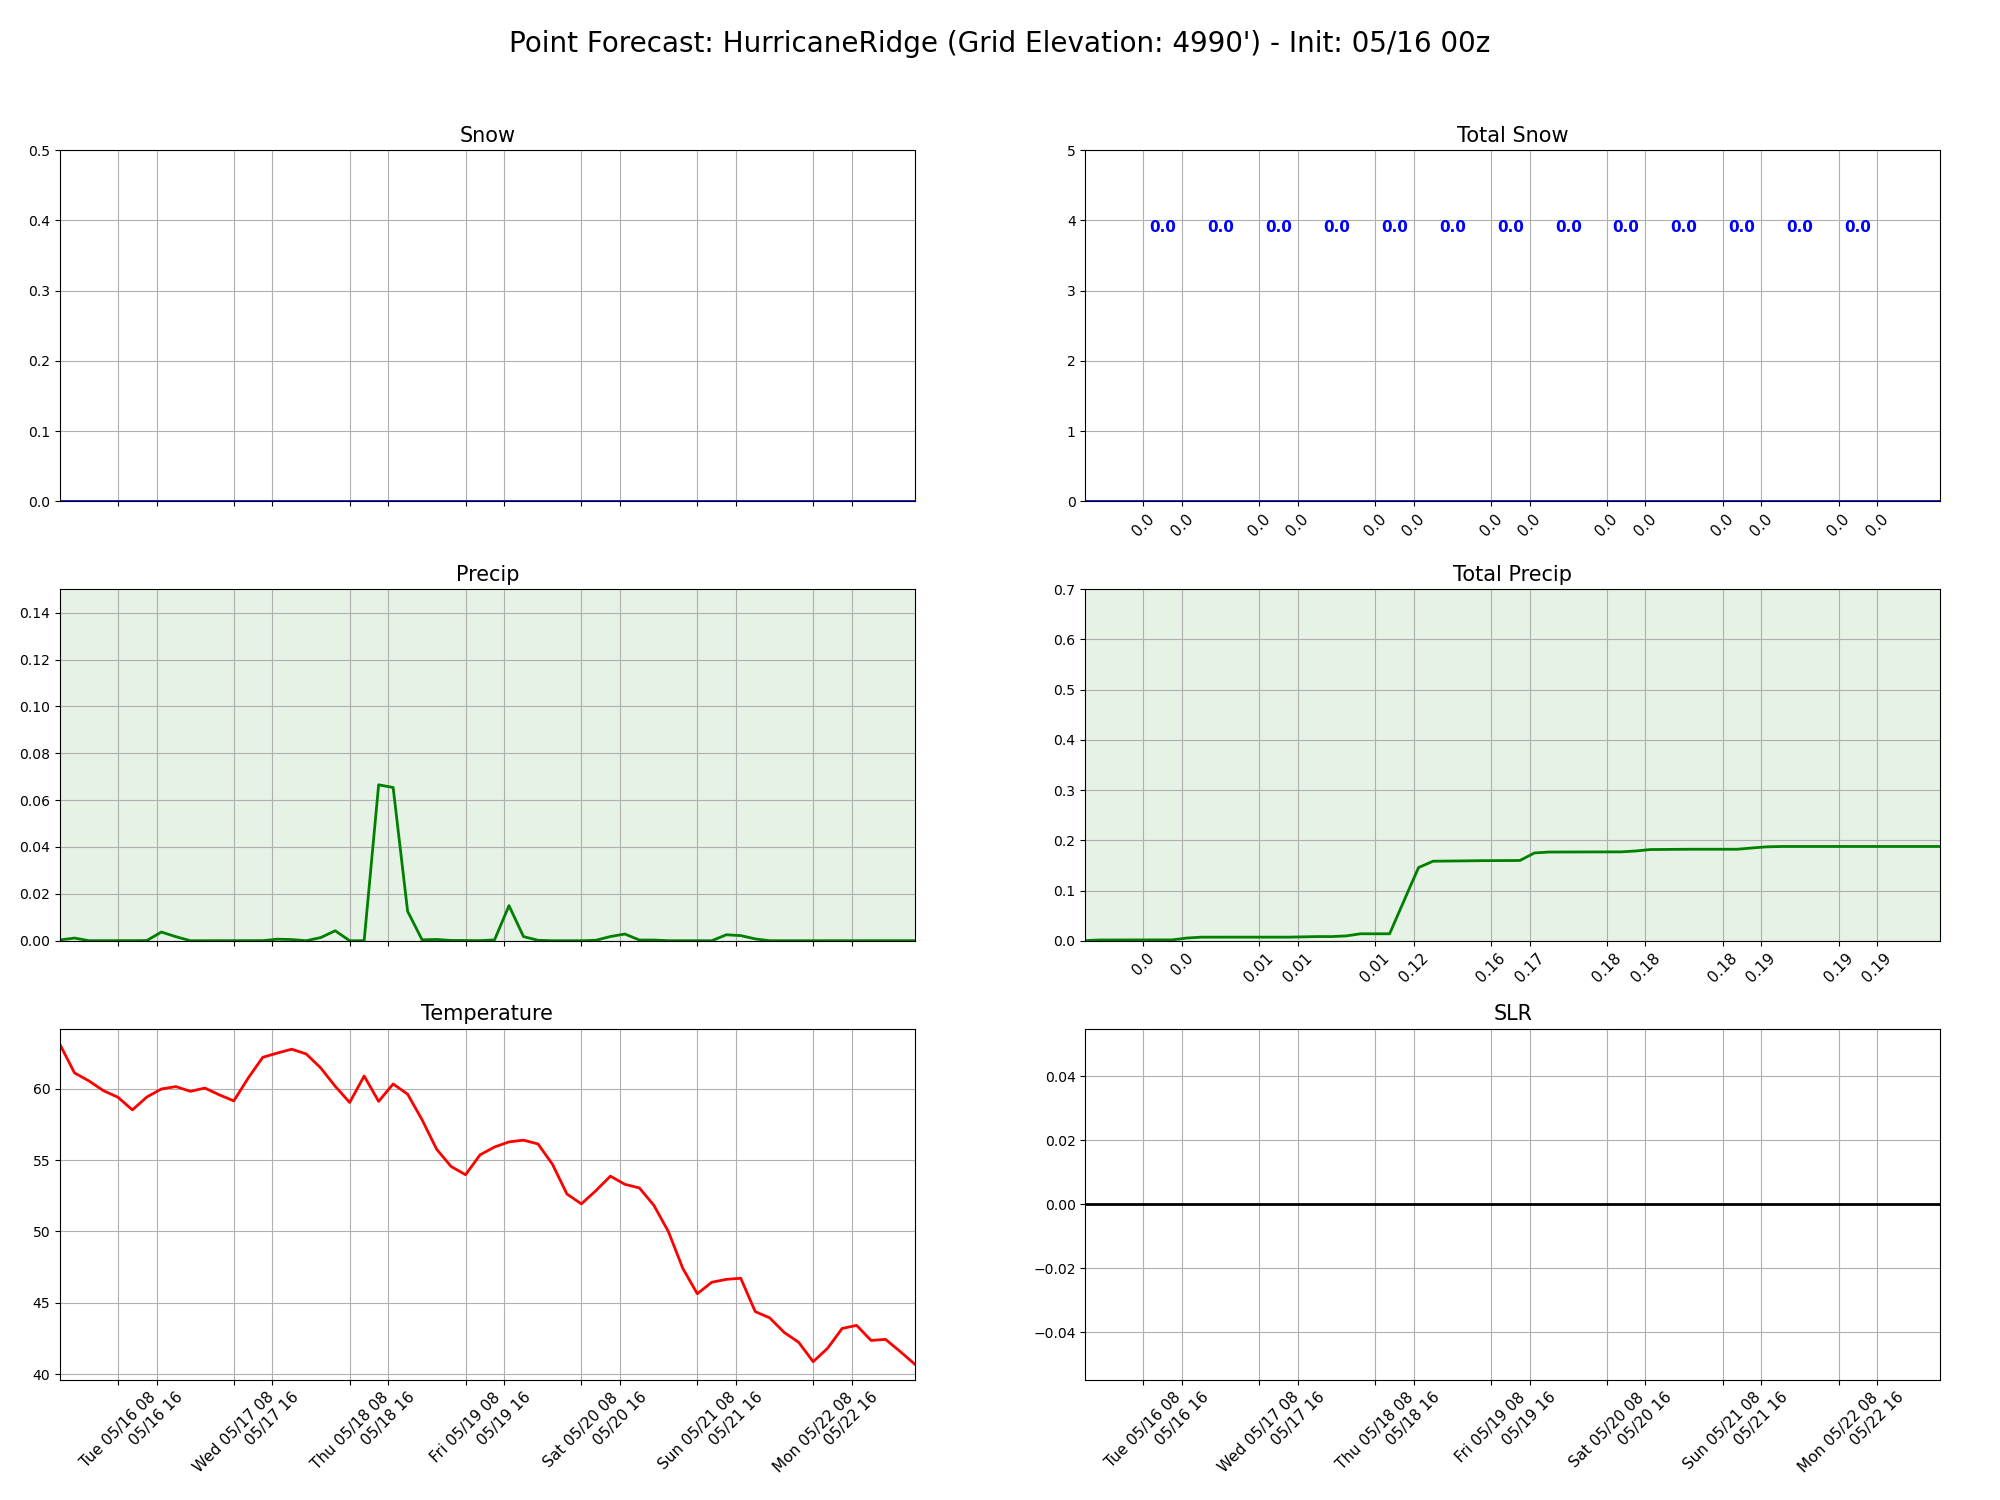 Point Forecast: HurricaneRidge (Grid Elevation: 4990') - Init: 05/16 00z
Snow
0.5
0.4
0.3
0.2
0.1
0.0
Total Snow
5
4
3
2
1
0
0.0 0.0 0.0 0.0 0.0 0.0 0.0 0.0 0.0 0.0 0.0 0.0 0.0
0.0 0.0 0.0 0.0 0.0 0.0 0.0 0.0 0.0 0.0 0.0 0.0 0.0 0.0
Precip
0.14
0.12
0.10
0.08
0.06
0.04
0.02
0.00
Total Precip
0.7
0.6
0.5
0.4
0.3
0.2
0.1
0.0
0.0 0.0 0.01 0.01 0.01 0.12 0.16 0.17 0.18 0.18 0.18 0.19 0.19 0.19
Temperature
60
55
50
45
40
Tue 05/16 08
05/16 16
Wed 05/17 08
05/17 16
Thu 05/18 08
05/18 16
Fri 05/19 08
05/19 16
Sat 05/20 08
05/20 16
Sun 05/21 08
05/21 16
Mon 05/22 08
05/22 16
SLR
0.04
0.02
0.00
−0.02
−0.04
Tue 05/16 08
05/16 16
Wed 05/17 08
05/17 16
Thu 05/18 08
05/18 16
Fri 05/19 08
05/19 16
Sat 05/20 08
05/20 16
Sun 05/21 08
05/21 16
Mon 05/22 08
05/22 16